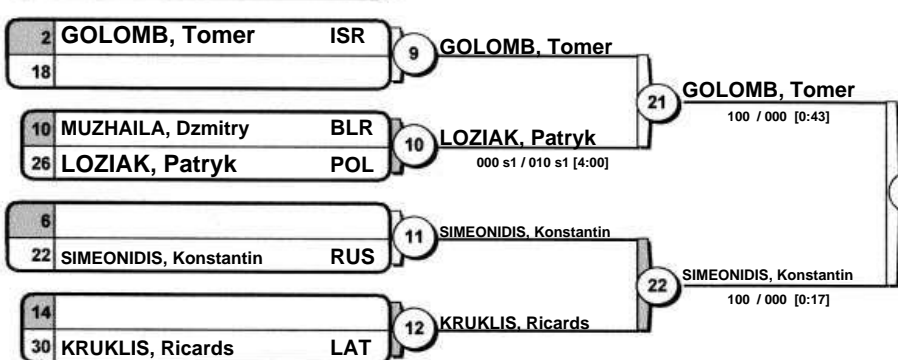 2 GOLOMB, Tomer ISR
18
9
GOLOMB, Tomer
10 MUZHAILA, Dzmitry BLR
26 LOZIAK, Patryk POL
10
LOZIAK, Patryk
000 s1 / 010 s1 [4:00]
21
GOLOMB, Tomer
100 / 000 [0:43]
6
22 SIMEONIDIS, Konstantin RUS
11
SIMEONIDIS, Konstantin
14
30 KRUKLIS, Ricards LAT
12
KRUKLIS, Ricards
22
SIMEONIDIS, Konstantin
100 / 000 [0:17]